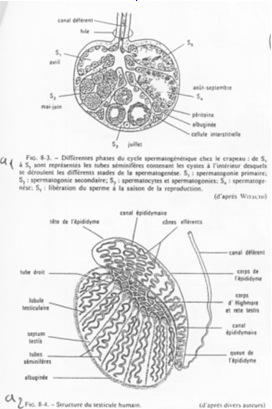 canal déférent
hile
S₁
avril
S₅
S₂
mai-juin
août-septembre
S₄
péritoine
albuginée
cellule interstitielle
S₃ juillet
a1
FIG. 8-3. — Différentes phases du cycle spermatogénétique chez le crapaud : de S₁
à S₅ sont représentés les tubes séminifères contenant les cystes à l'intérieur desquels
se déroulent les différents stades de la spermatogenèse. S₁ : spermatogonie primaire;
S₂ : spermatogonie secondaire; S₃ : spermatocytes et spermatogonies; S₄ : spermatogé-
nèse; S₅ : libération du sperme à la saison de la reproduction.
(d'après WITSCHI)
canal épididymaire
tête de l'épididyme
cônes efférents
canal déférent
tube droit
corps de
l'épididyme
lobule
testiculaire
corps
d'Highmore
et rete testis
septum
testis
canal
épididymaire
tubes
séminifères
queue de
l'épididyme
albuginée
a2
FIG. 8-4. — Structure du testicule humain. (d'après divers auteurs)